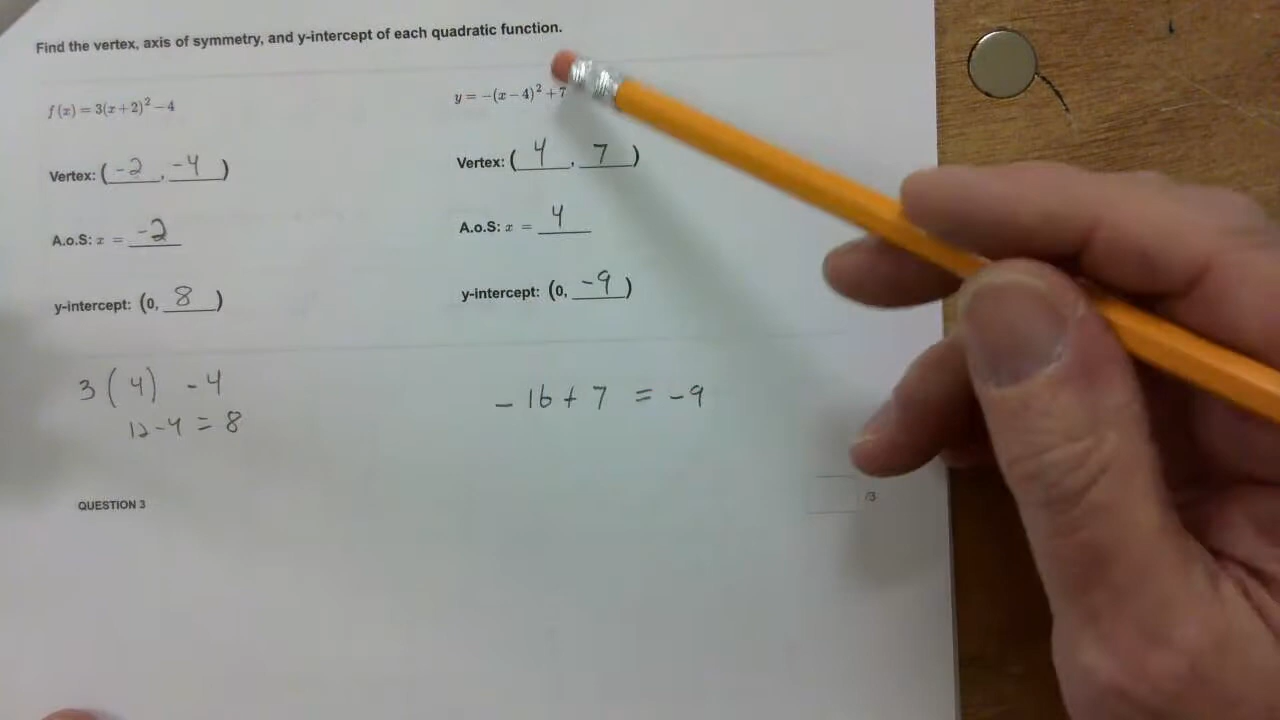 Find the vertex, axis of symmetry, and y-intercept of each quadratic function.
f(x) = 3(x+2)² − 4
Vertex: (-2, -4)
A.o.S: x = -2
y-intercept: (0, 8)
3(4) - 4
12-4 = 8
y = −(x − 4)² + 7
Vertex: (4, 7)
A.o.S: x = 4
y-intercept: (0, -9)
- 16 + 7 = -9
QUESTION 3
/3